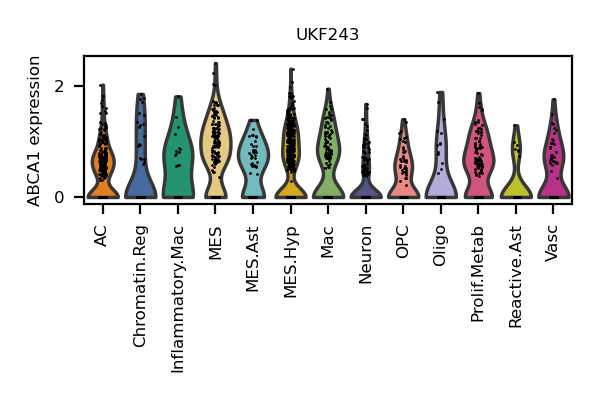 UKF243
ABCA1 expression
2
0
AC
Chromatin.Reg
Inflammatory.Mac
MES
MES.Ast
MES.Hyp
Mac
Neuron
OPC
Oligo
Prolif.Metab
Reactive.Ast
Vasc